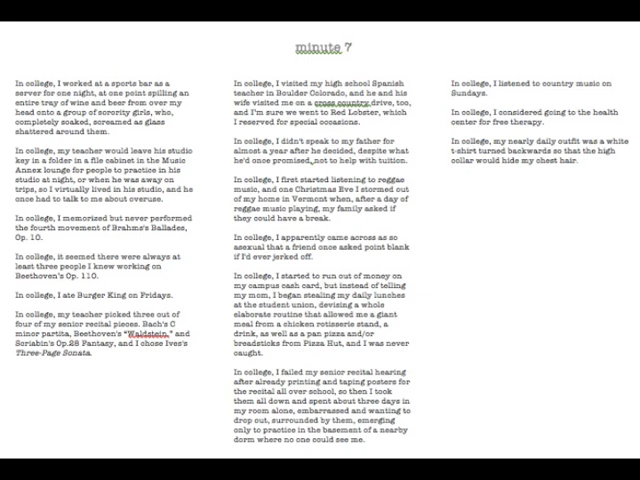 minute 7
In college, I worked at a sports bar as a
server for one night, at one point spilling an
entire tray of wine and beer from over my
head onto a group of sorority girls, who,
completely soaked, screamed as glass
shattered around them.
In college, my teacher would leave his studio
key in a folder in a file cabinet in the Music
Annex lounge for people to practice in his
studio at night, or when he was away on
trips, so I virtually lived in his studio, and he
once had to talk to me about overuse.
In college, I memorized but never performed
the fourth movement of Brahms's Ballades,
Op. 10.
In college, it seemed there were always at
least three people I knew working on
Beethoven's Op. 110.
In college, I ate Burger King on Fridays.
In college, my teacher picked three out of
four of my senior recital pieces. Bach's C
minor partita, Beethoven's "Waldstein," and
Scriabin's Op.28 Fantasy, and I chose Ives's
Three-Page Sonata.
In college, I visited my high school Spanish
teacher in Boulder Colorado, and he and his
wife visited me on a cross country drive, too,
and I'm sure we went to Red Lobster, which
I reserved for special occasions.
In college, I didn't speak to my father for
almost a year after he decided, despite what
he'd once promised, not to help with tuition.
In college, I first started listening to reggae
music, and one Christmas Eve I stormed out
of my home in Vermont when, after a day of
reggae music playing, my family asked if
they could have a break.
In college, I apparently came across as so
asexual that a friend once asked point blank
if I'd ever jerked off.
In college, I started to run out of money on
my campus cash card, but instead of telling
my mom, I began stealing my daily lunches
at the student union, devising a whole
elaborate routine that allowed me a giant
meal from a chicken rotisserie stand, a
drink, as well as a pan pizza and/or
breadsticks from Pizza Hut, and I was never
caught.
In college, I failed my senior recital hearing
after already printing and taping posters for
the recital all over school, so then I took
them all down and spent about three days in
my room alone, embarrassed and wanting to
drop out, surrounded by them, emerging
only to practice in the basement of a nearby
dorm where no one could see me.
In college, I listened to country music on
Sundays.
In college, I considered going to the health
center for free therapy.
In college, my nearly daily outfit was a white
t-shirt turned backwards so that the high
collar would hide my chest hair.